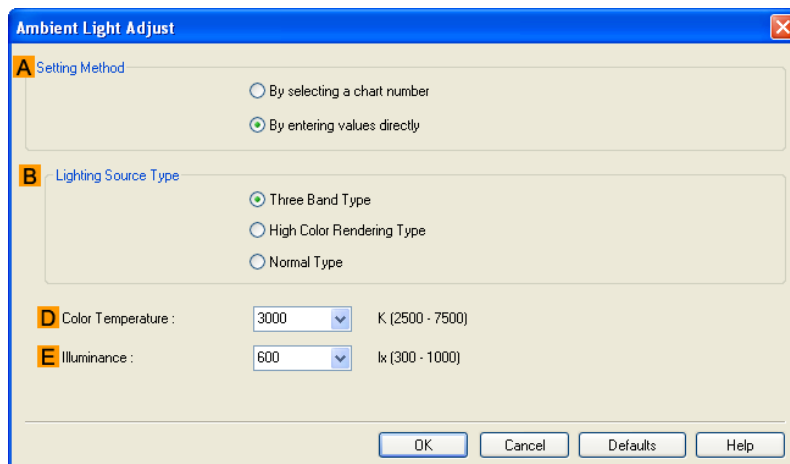 Ambient Light Adjust
A Setting Method
By selecting a chart number
By entering values directly
B Lighting Source Type
Three Band Type
High Color Rendering Type
Normal Type
D Color Temperature : 3000 K (2500 - 7500)
E Illuminance : 600 lx (300 - 1000)
OK Cancel Defaults Help